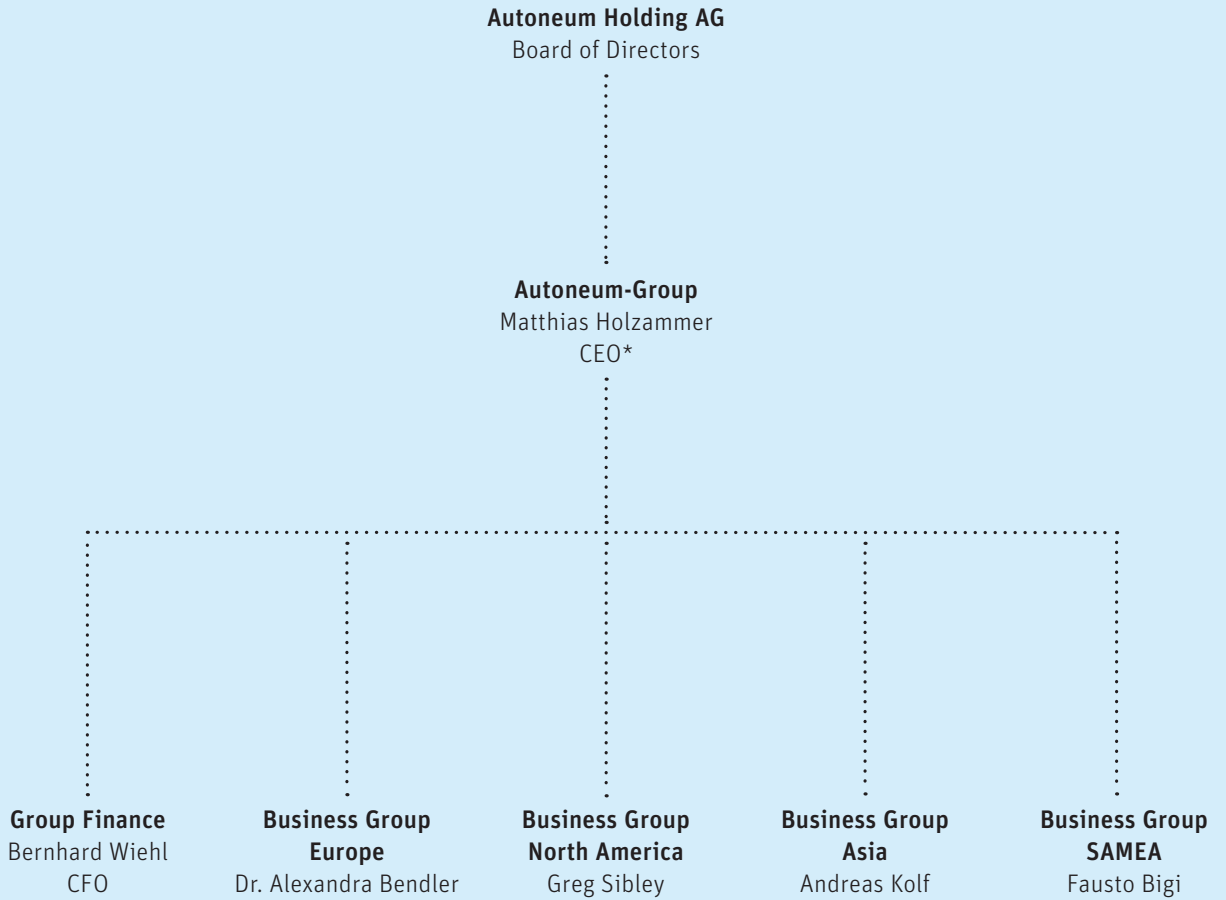 Autoneum Holding AG
Board of Directors
Autoneum-Group
Matthias Holzammer
CEO*
Group Finance
Bernhard Wiehl
CFO
Business Group
Europe
Dr. Alexandra Bendler
Business Group
North America
Greg Sibley
Business Group
Asia
Andreas Kolf
Business Group
SAMEA
Fausto Bigi